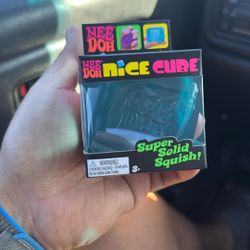 NEE
DOH
NEE
DOH
NiCE CUBE
Super
Solid
Squish!
WARNING
3+